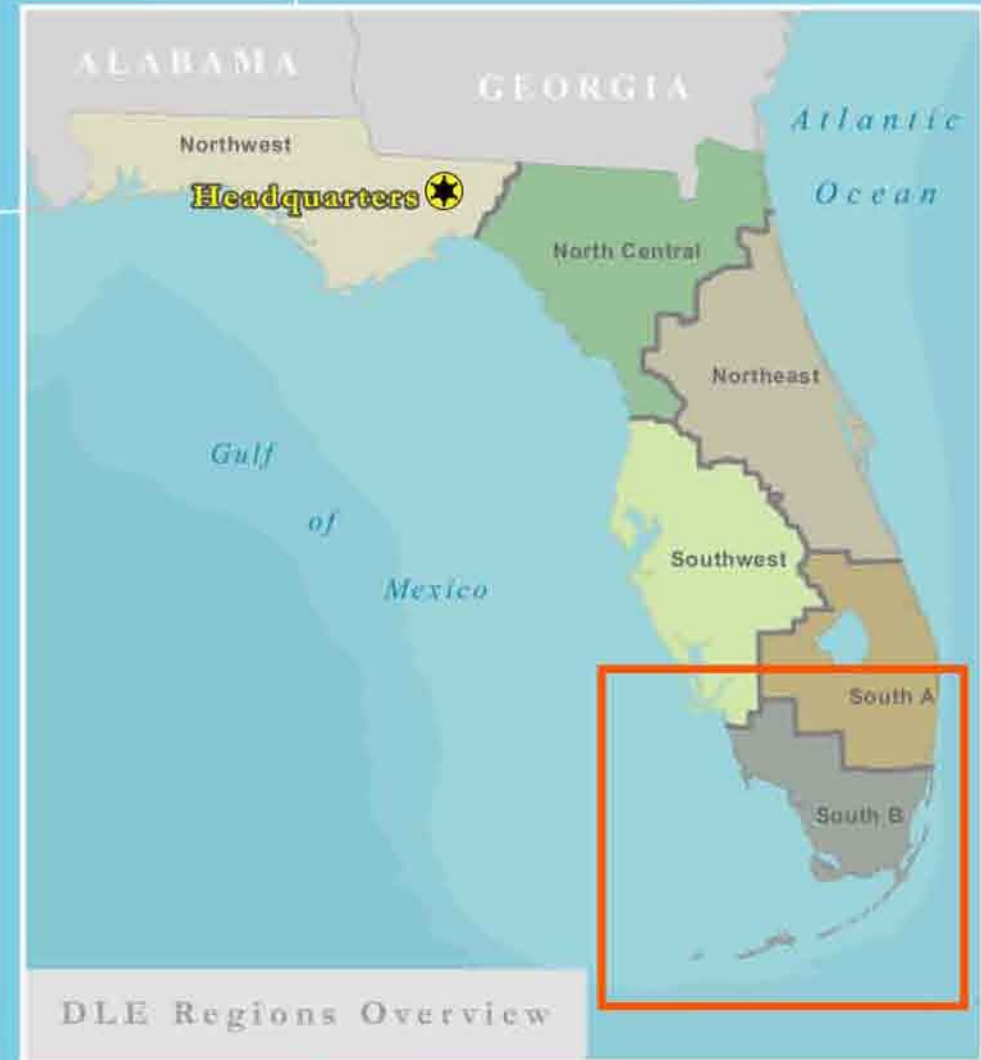 ALABAMA
GEORGIA
Atlantic
Ocean
Northwest
Headquarters
North Central
Northeast
Gulf
of
Mexico
Southwest
South A
South B
DLE Regions Overview